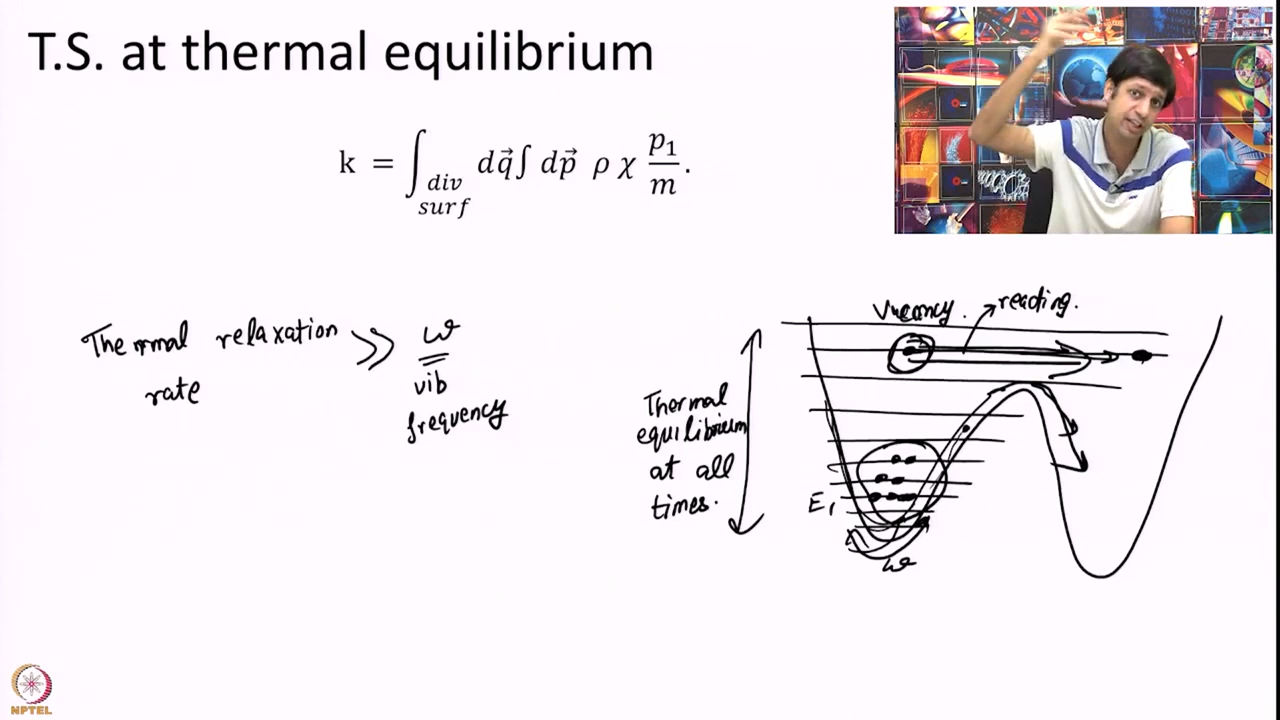 T.S. at thermal equilibrium
k = ∫ div surf dq⃗ ∫ dp⃗ ρ χ p₁/m.
Thermal relaxation rate ≫ ω
vib
frequency
Vacancy.
Thermal
equilibrium
at all
times.
E₁
ω
NPTEL